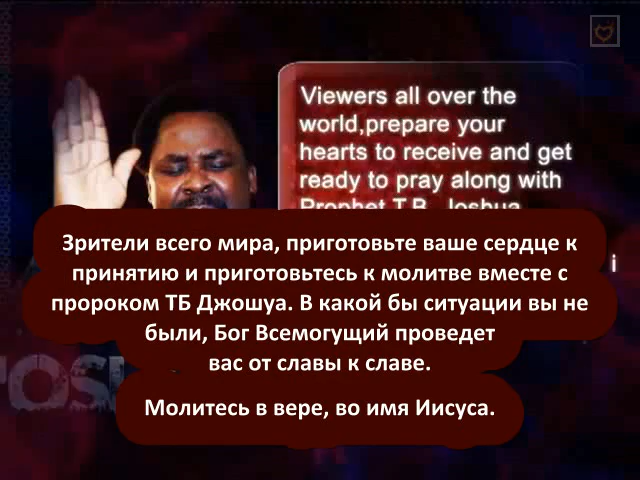 Viewers all over the
world,prepare your
hearts to receive and get
ready to pray along with
Prophet T.B. Joshua
Зрители всего мира, приготовьте ваше сердце к
принятию и приготовьтесь к молитве вместе с
пророком ТБ Джошуа. В какой бы ситуации вы не
были, Бог Всемогущий проведет
вас от славы к славе.
Молитесь в вере, во имя Иисуса.